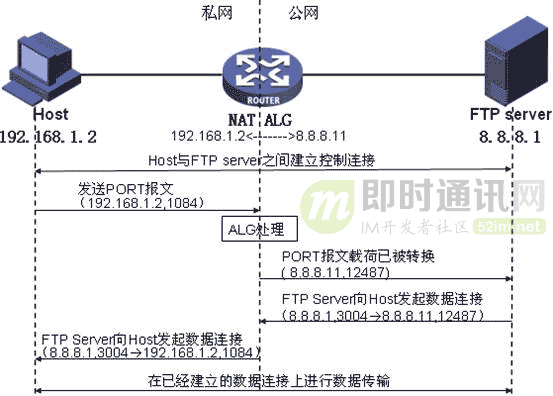 私网 公网
ROUTER
Host
FTP server
NAT ALG
192.168.1.2
192.168.1.2<------->8.8.8.11
8.8.8.1
Host与FTP server之间建立控制连接
发送PORT报文
(192.168.1.2,1084)
m 即时通讯网
IM开发者社区 52im.net
ALG处理
PORT报文载荷已被转换
( 8.8.8.11,12487)
FTP Server向Host发起数据连接
(8.8.8.1,3004→8.8.8.11,12487)
FTP Server向Host发起数据连接
(8.8.8.1,3004→192.168.1.2,1084)
在已经建立的数据连接上进行数据传输